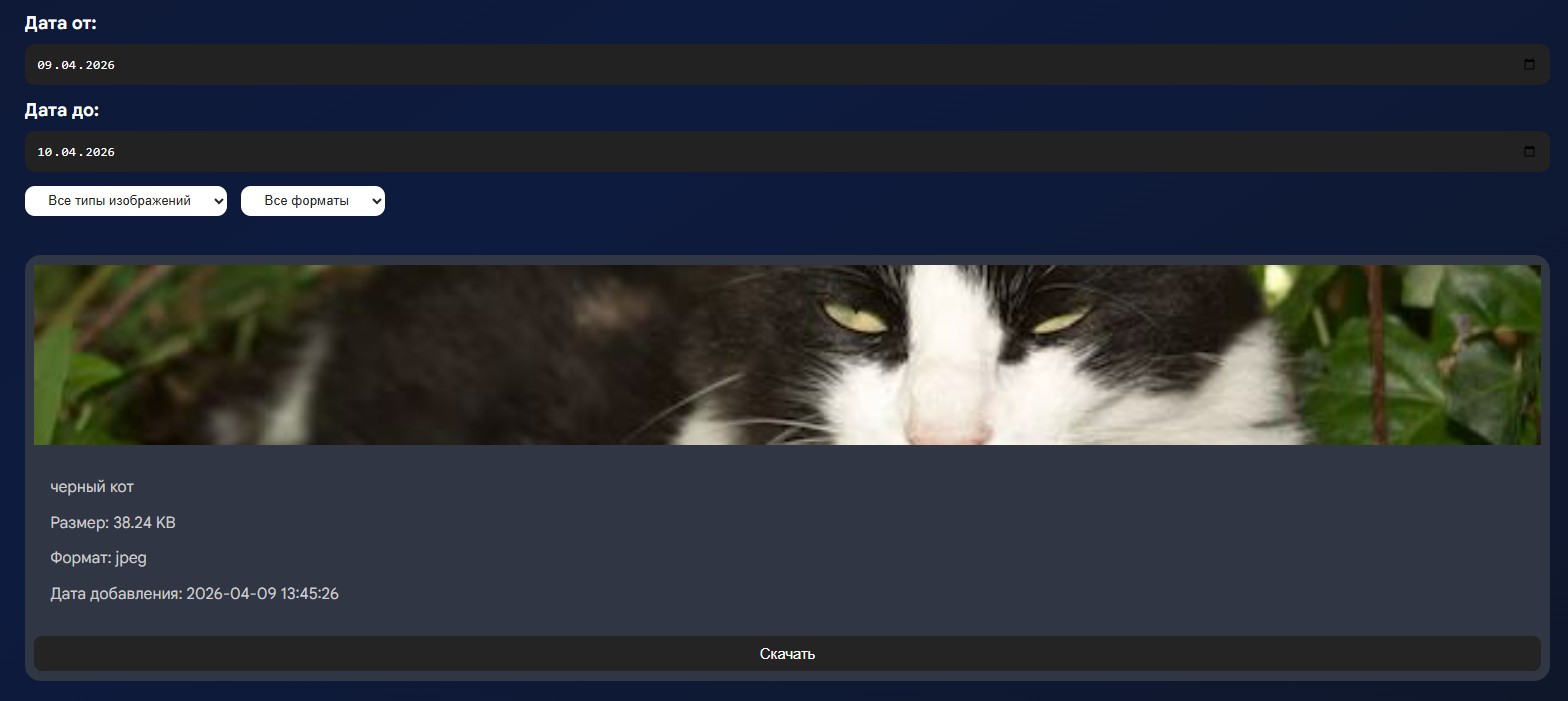 Дата от:
09.04.2026
Дата до:
10.04.2026
Все типы изображений Все форматы
черный кот
Размер: 38.24 KB
Формат: jpeg
Дата добавления: 2026-04-09 13:45:26
Скачать